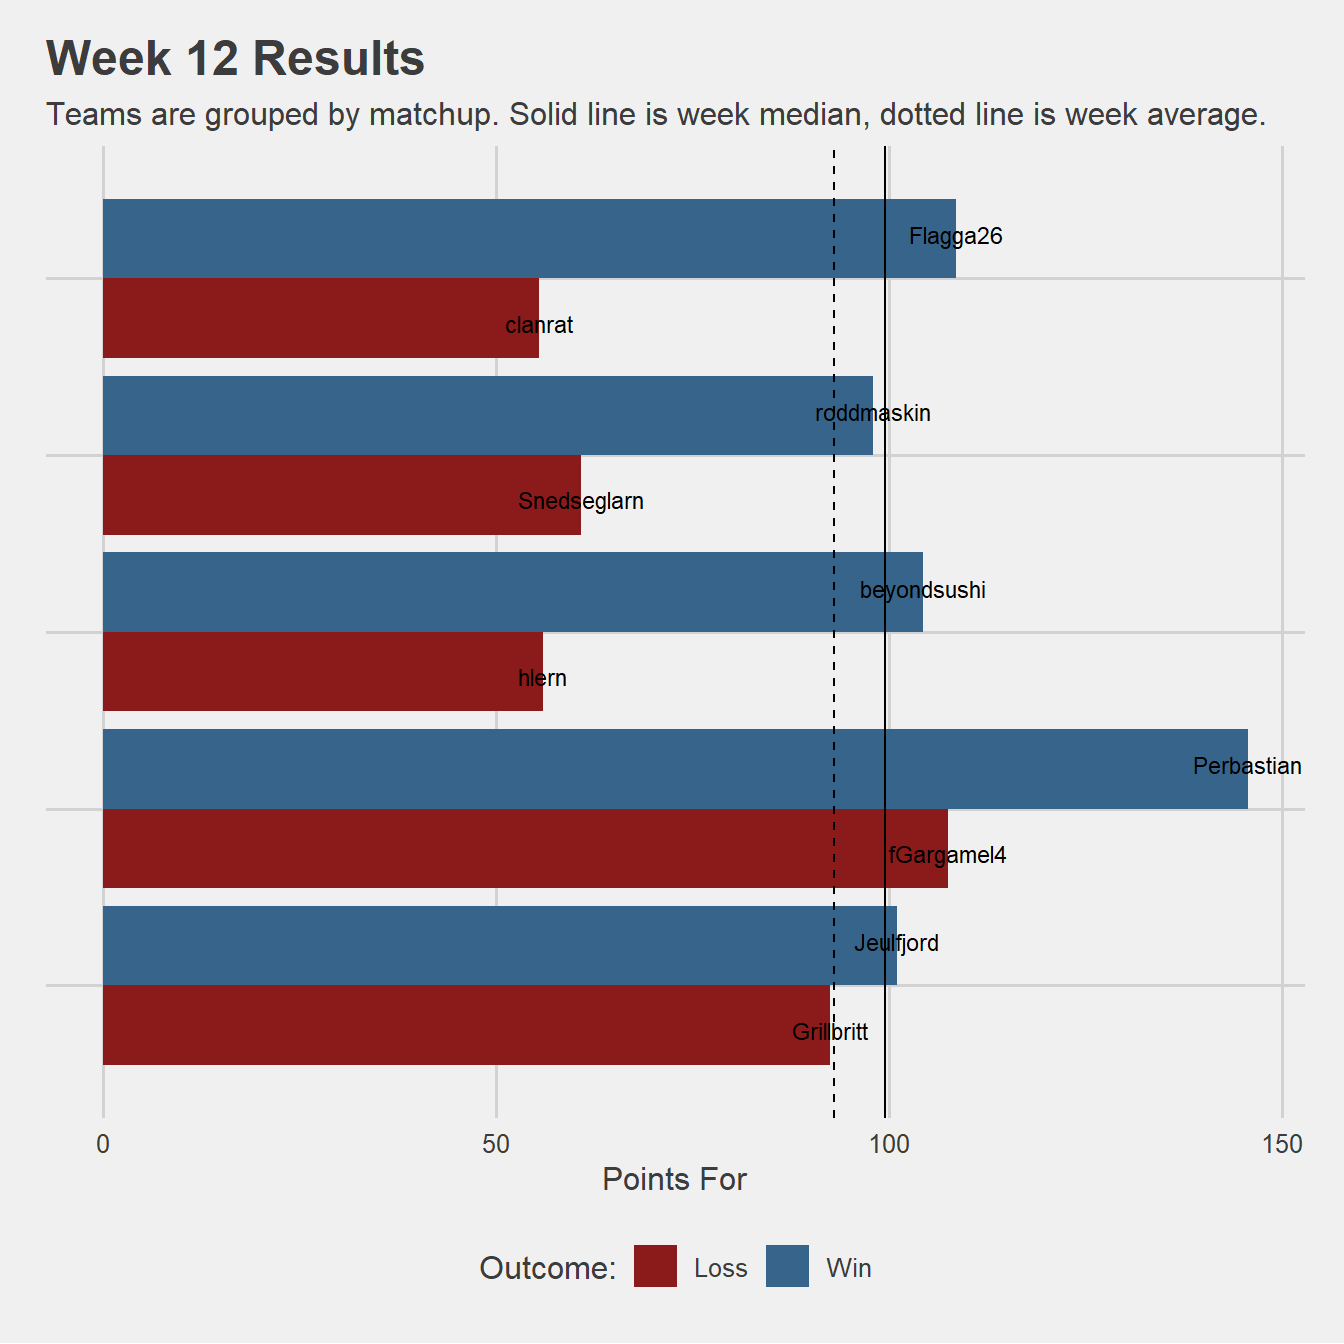 Week 12 Results
Teams are grouped by matchup. Solid line is week median, dotted line is week average.
Flagga26
clanrat
roddmaskin
Snedseglarn
beyondsushi
hlern
Perbastian
fGargamel4
Jeulfjord
Grillbritt
0 50 100 150
Points For
Outcome: Loss Win